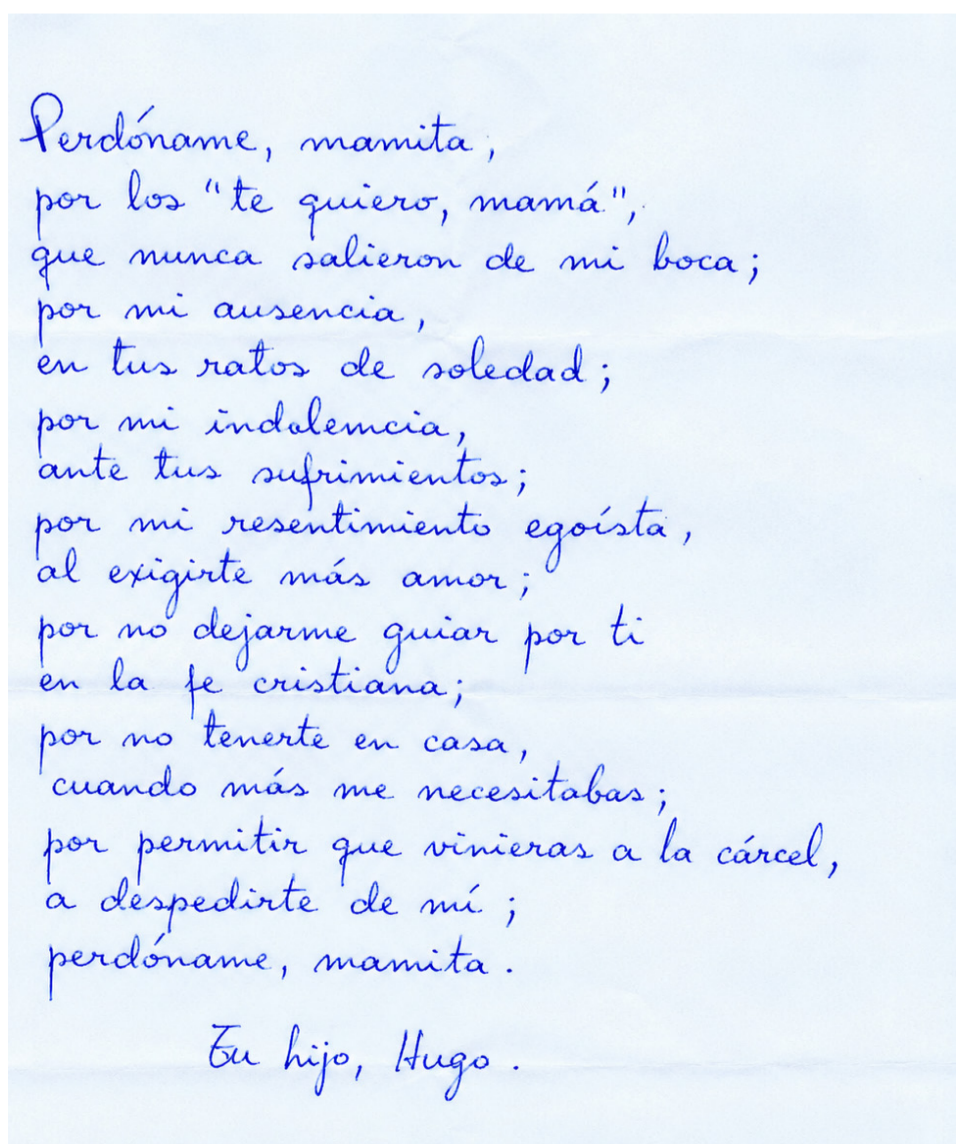 Perdóname, mamita,
por los "te quiero, mamá",
que nunca salieron de mi boca;
por mi ausencia,
en tus ratos de soledad;
por mi indolemcia,
ante tus sufrimientos;
por mi resentimiento egoísta,
al exigirte más amor;
por no dejarme guiar por ti
en la fe cristiana;
por no tenerte en casa,
cuando más me necesitabas;
por permitir que vinieras a la cárcel,
a despedirte de mí;
perdóname, mamita.
Tu hijo, Hugo.